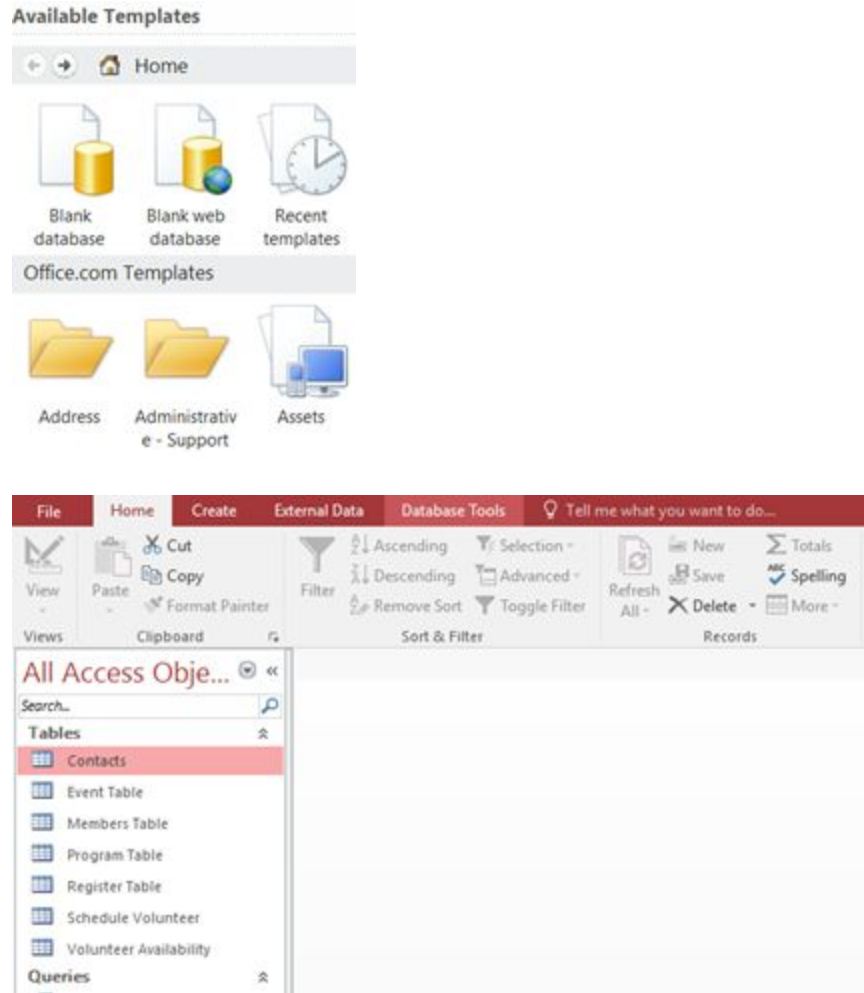 Available Templates
Home
Blank database
Blank web database
Recent templates
Office.com Templates
Address
Administrativ
e - Support
Assets
File Home Create External Data Database Tools Tell me what you want to do...
View
Paste
Cut
Copy
Format Painter
Filter
Ascending
Descending
Remove Sort
Selection
Advanced
Toggle Filter
Refresh All
New
Save
Delete
Totals
Spelling
More
Views Clipboard Sort & Filter Records
All Access Obje...
Search...
Tables
Contacts
Event Table
Members Table
Program Table
Register Table
Schedule Volunteer
Volunteer Availability
Queries